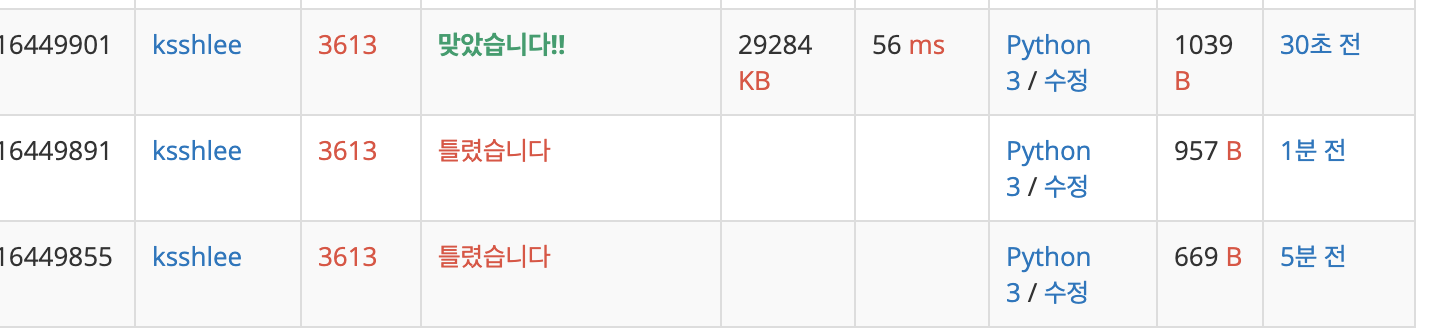 16449901 ksshlee 3613 맞았습니다!! 29284 56 ms Python 1039 30초 전
KB 3 / 수정 B
16449891 ksshlee 3613 틀렸습니다 Python 957 B 1분 전
3 / 수정
16449855 ksshlee 3613 틀렸습니다 Python 669 B 5분 전
3 / 수정